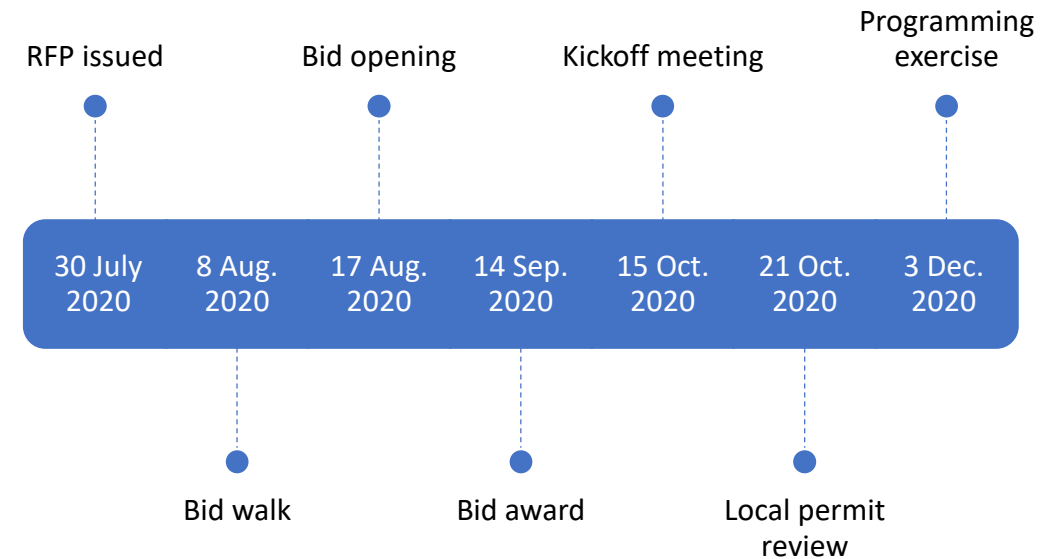 Programming
RFP issued
Bid opening
Kickoff meeting
exercise
30 July
8 Aug.
17 Aug.
14 Sep.
15 Oct.
21 Oct.
3 Dec.
2020
2020
2020
2020
2020
2020
2020
Bid walk
Bid award
Local permit
review